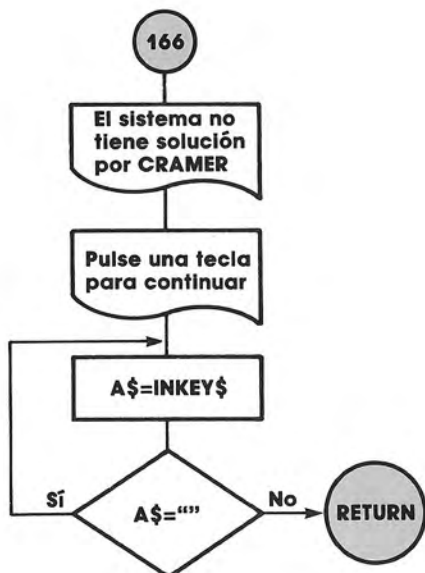 166
El sistema no
tiene solución
por CRAMER
Pulse una tecla
para continuar
A$=INKEY$
Sí
A$=“”
No
RETURN